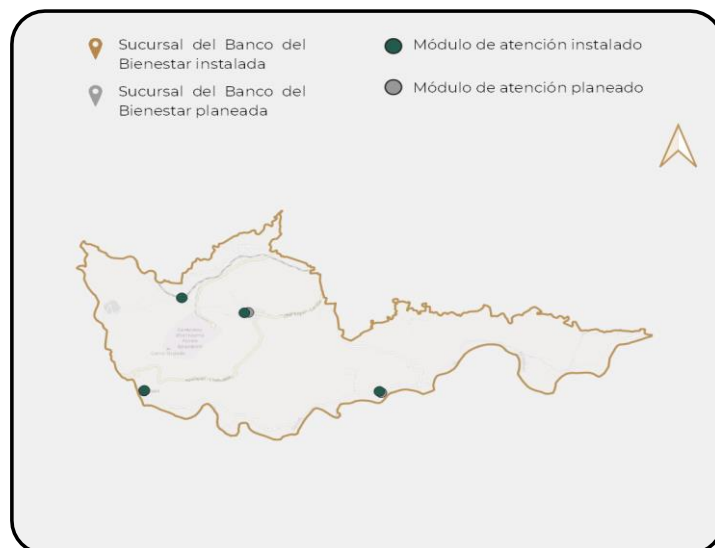 Sucursal del Banco del
Bienestar instalada
Sucursal del Banco del
Bienestar planeada
Módulo de atención instalado
Módulo de atención planeado